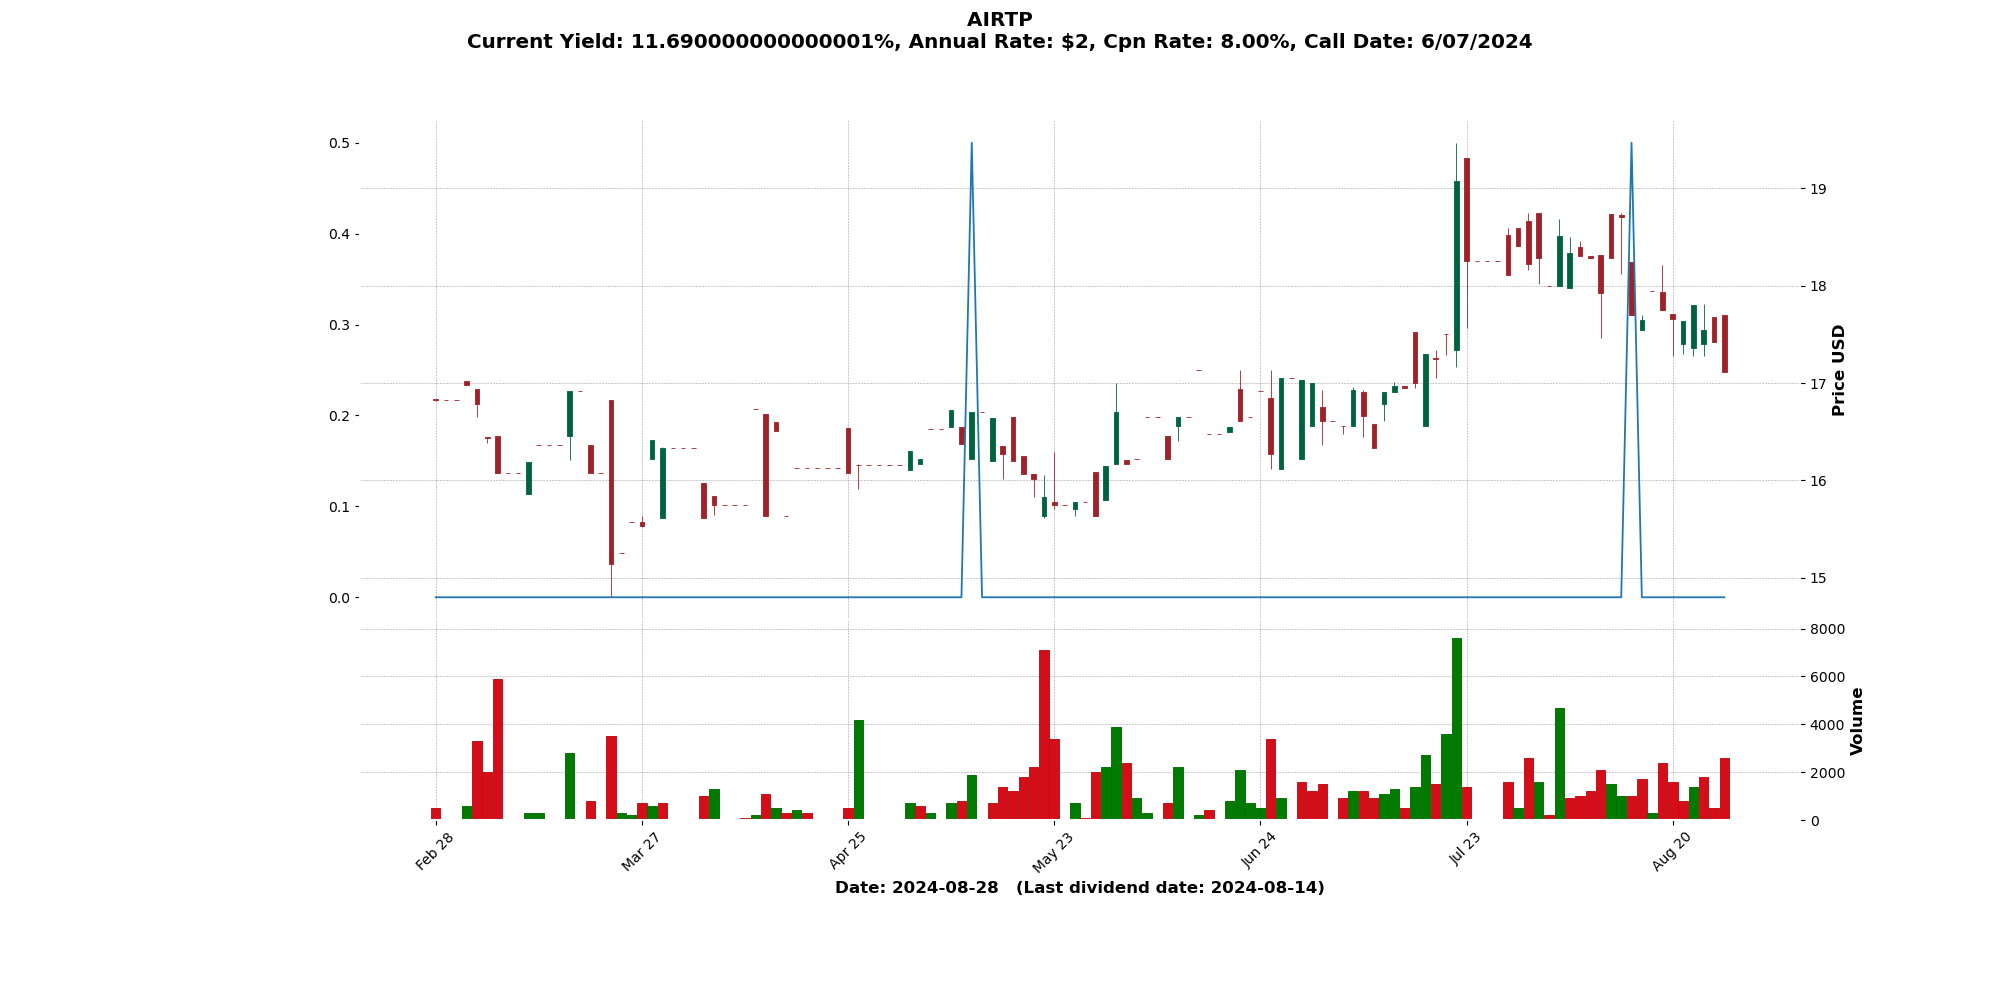 AIRTP
Current Yield: 11.690000000000001%, Annual Rate: $2, Cpn Rate: 8.00%, Call Date: 6/07/2024
0.5
0.4
0.3
0.2
0.1
0.0
19
18
17
16
15
Price USD
8000
6000
4000
2000
0
Volume
Feb 28
Mar 27
Apr 25
May 23
Jun 24
Jul 23
Aug 20
Date: 2024-08-28 (Last dividend date: 2024-08-14)